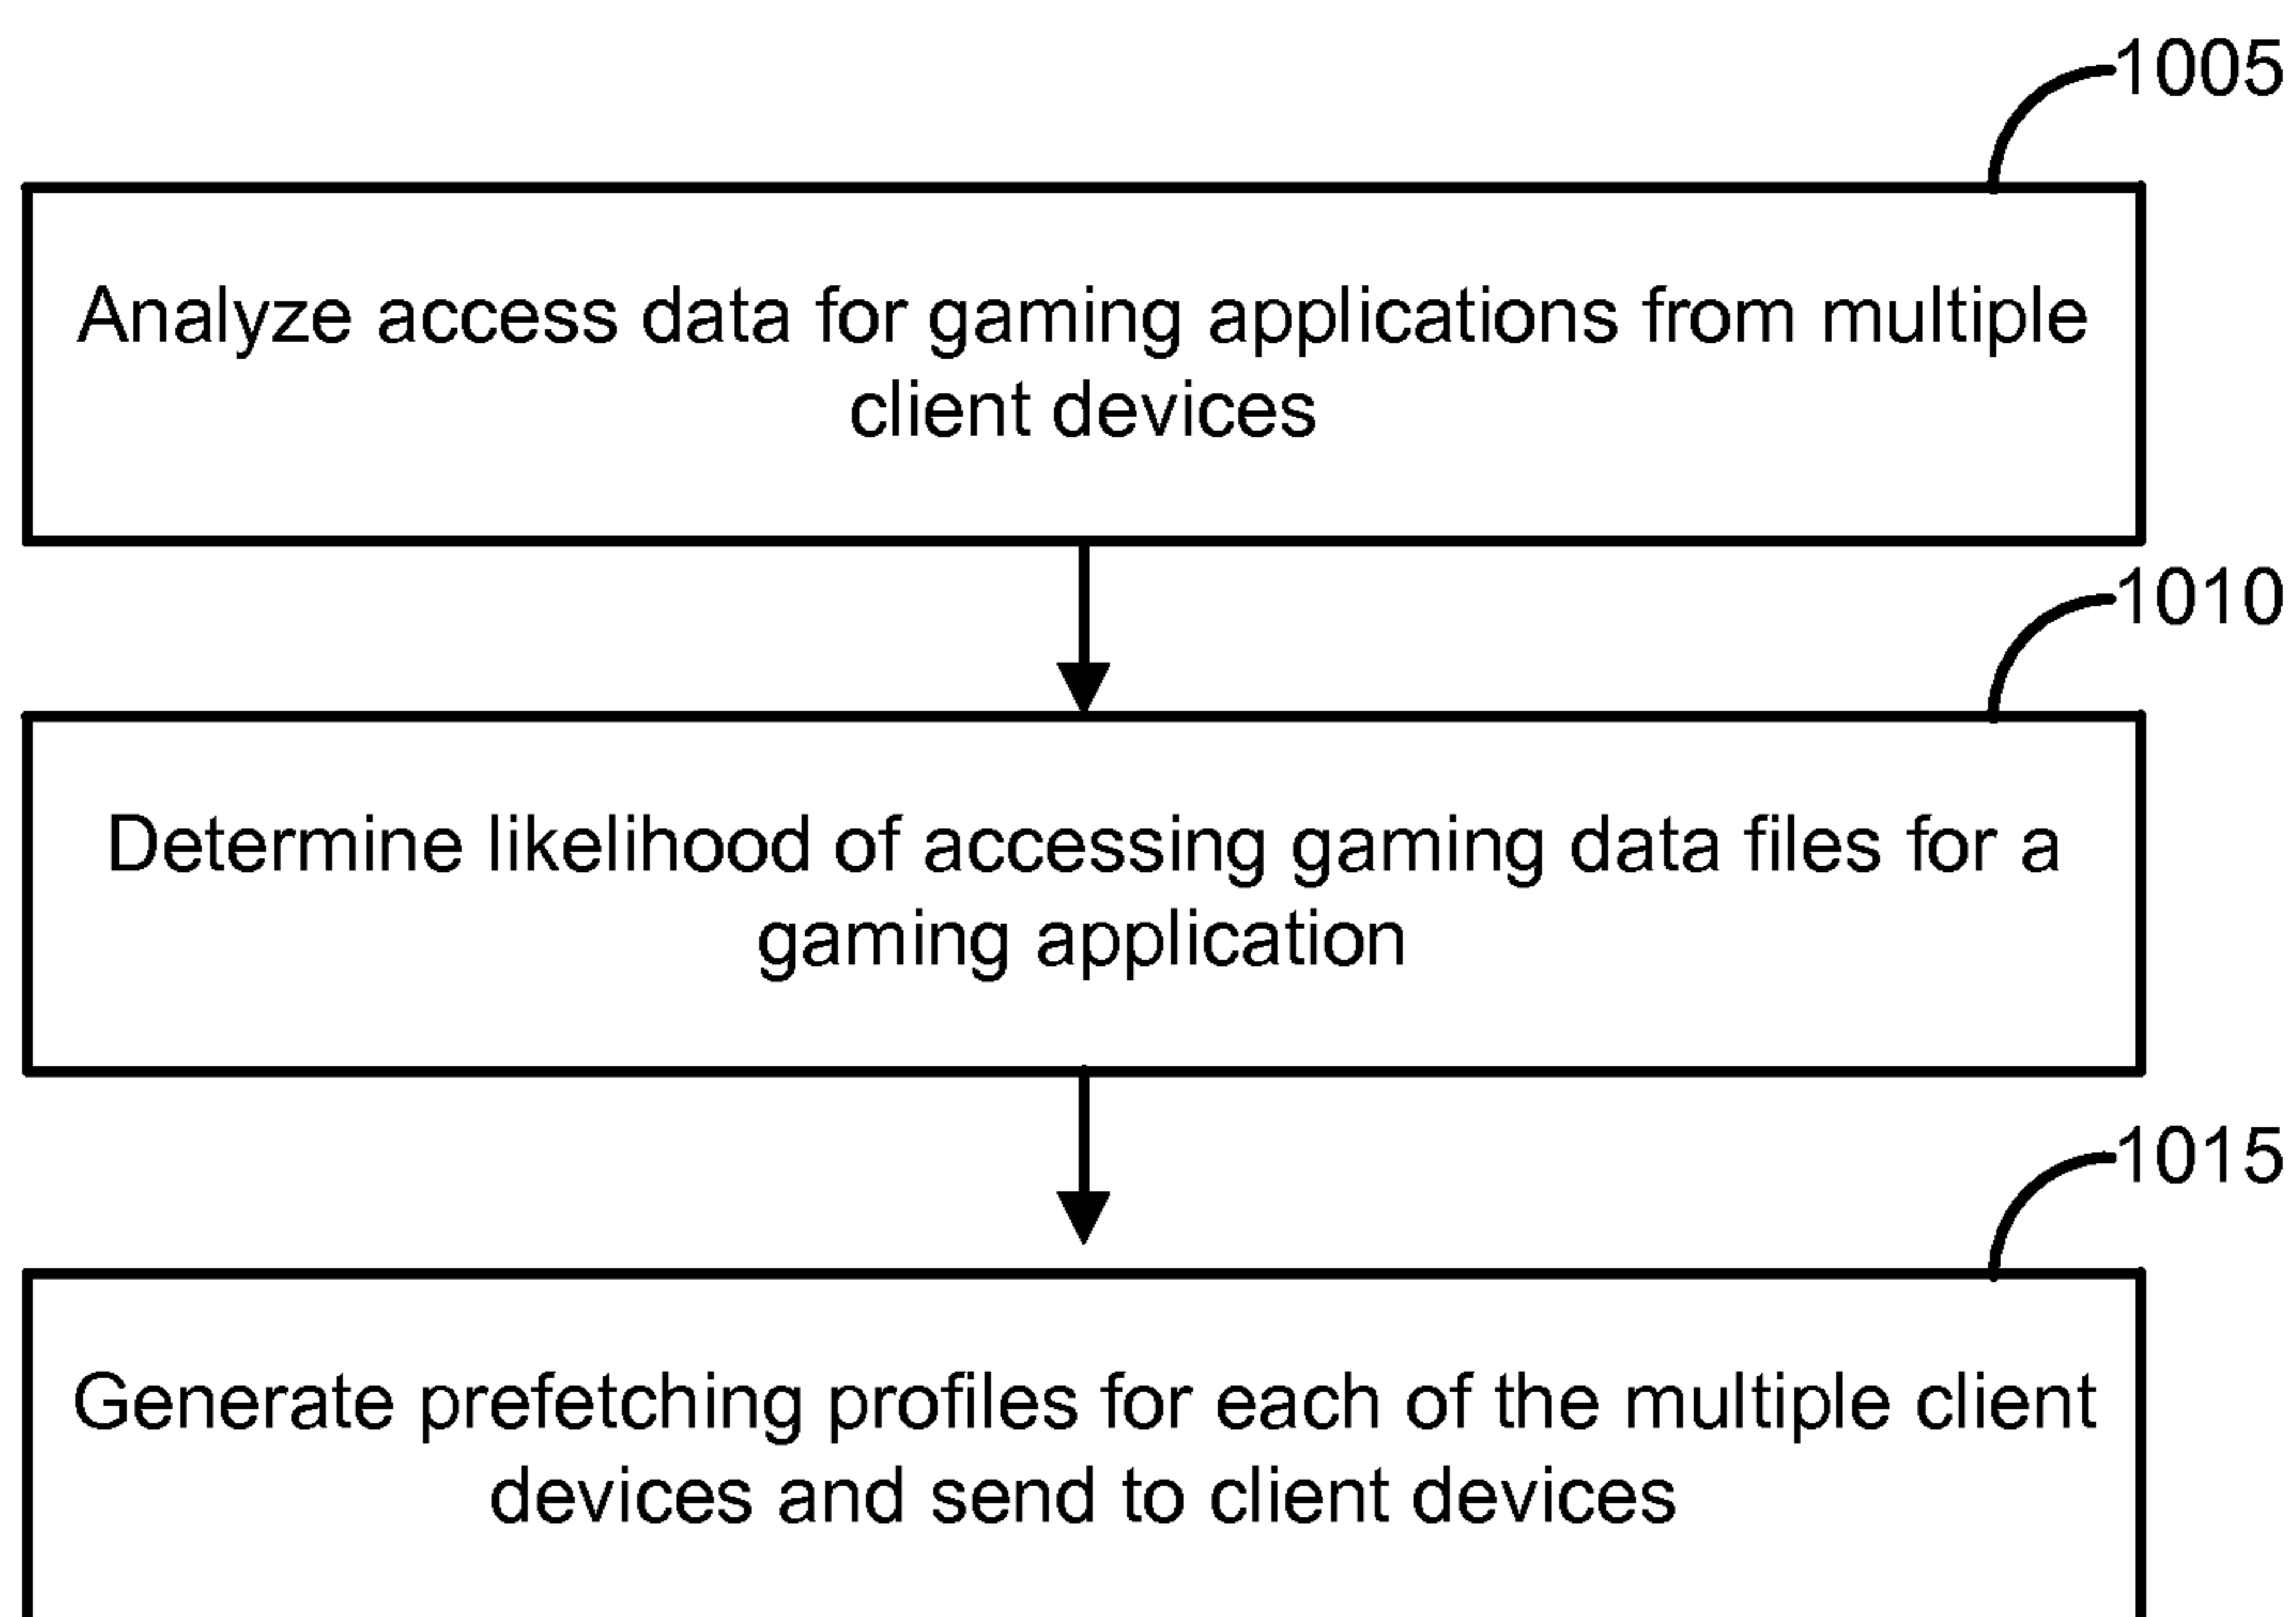 1005
Analyze access data for gaming applications from multiple
client devices
1010
Determine likelihood of accessing gaming data files for a
gaming application
1015
Generate prefetching profiles for each of the multiple client
devices and send to client devices